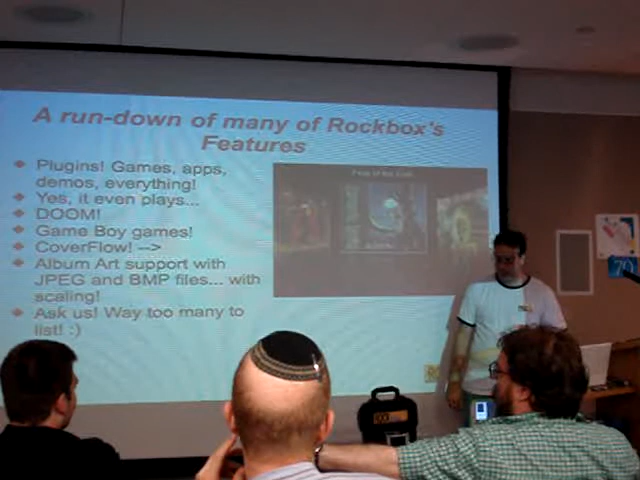 A run-down of many of Rockbox's
Features
Plugins! Games, apps,
demos, everything!
Yes, it even plays...
DOOM!
Game Boy games!
CoverFlow! -->
Album Art support with
JPEG and BMP files... with
scaling!
Ask us! Way too many to
list! :)
70